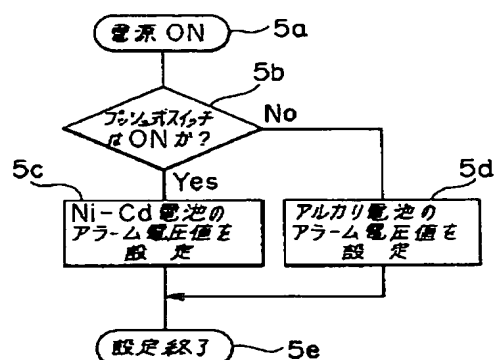 電源ON
5a
5b
プッシュ式スイッチ
はONか?
No
Yes
5c
5d
Ni-Cd電池の
アラーム電圧値を
設定
アルカリ電池の
アラーム電圧値を
設定
設定終了
5e